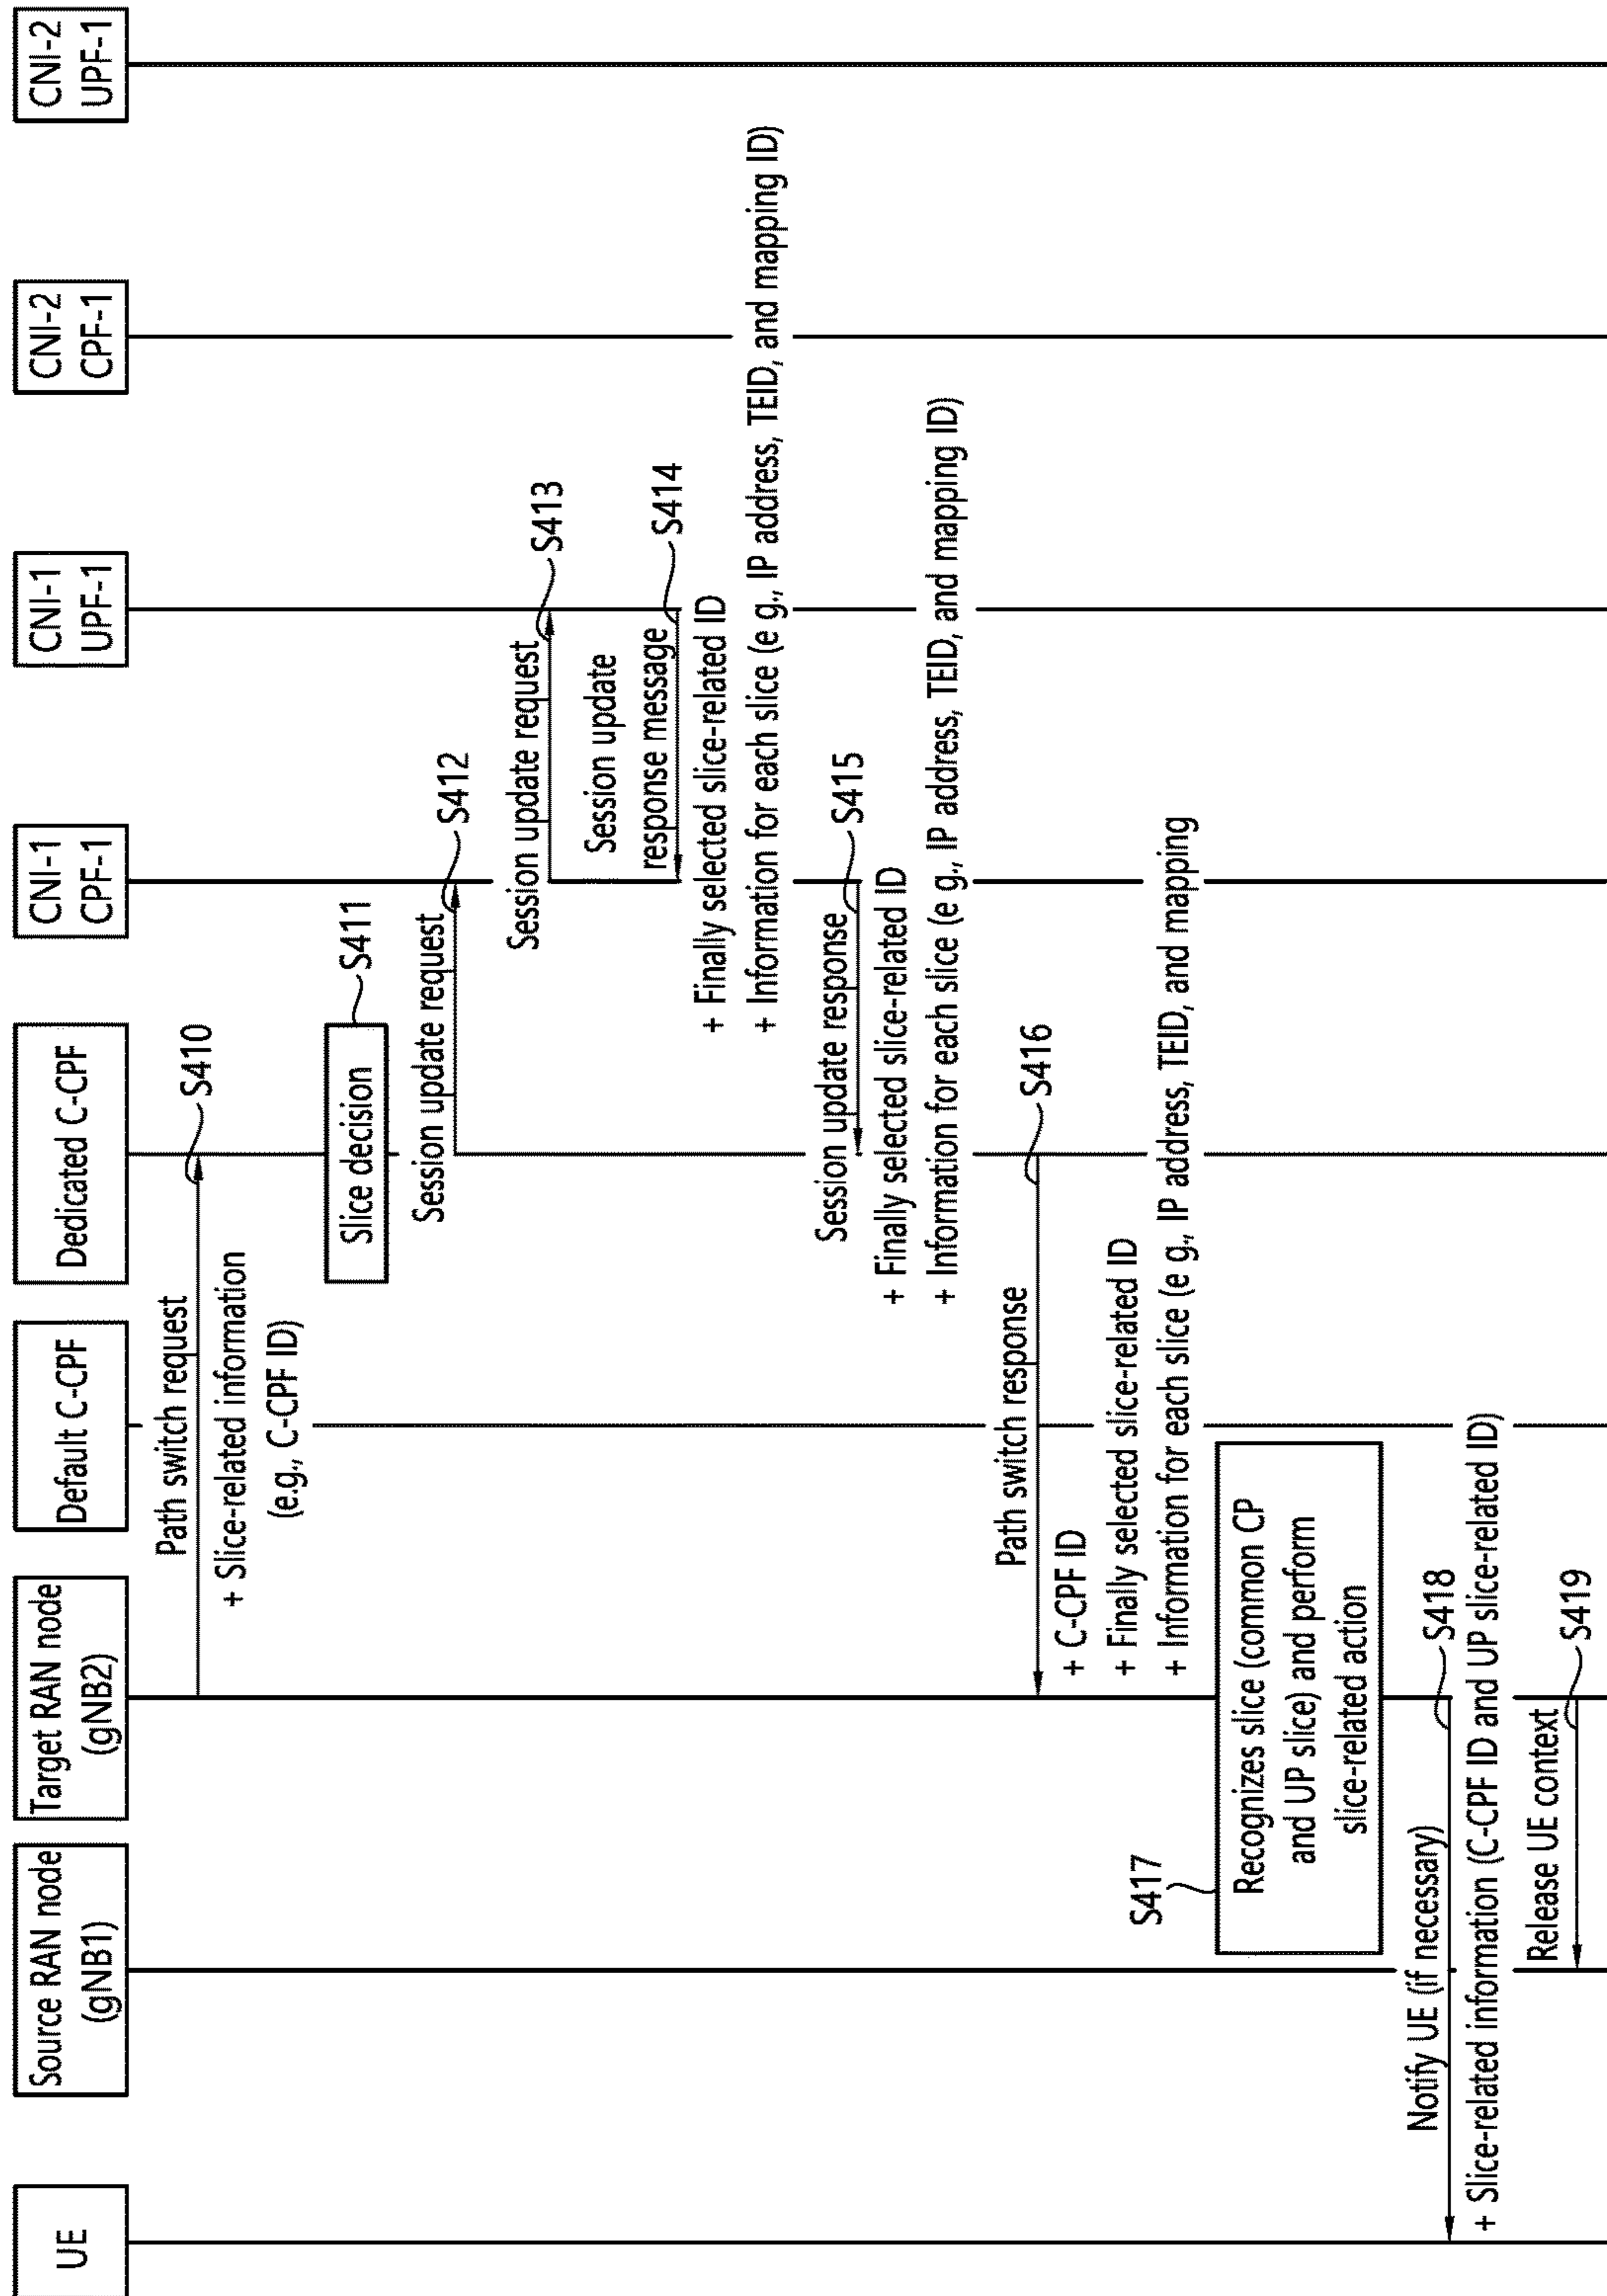 UE
Source RAN node
(gNB1)
Target RAN node
(gNB2)
Default C-CPF
Dedicated C-CPF
CNI-1
CPF-1
CNI-1
UPF-1
CNI-2
CPF-1
CNI-2
UPF-1
Path switch request
S410
+ Slice-related information
(e.g., C-CPF ID)
Slice decision
S411
Session update request
S412
Session update request
S413
Session update
response message
S414
+ Finally selected slice-related ID
+ Information for each slice (e g., IP address, TEID, and mapping ID)
Session update response
S415
+ Finally selected slice-related ID
+ Information for each slice (e g., IP address, TEID, and mapping ID)
Path switch response
S416
+ C-CPF ID
+ Finally selected slice-related ID
+ Information for each slice (e g., IP address, TEID, and mapping
S417
Recognizes slice (common CP
and UP slice) and perform
slice-related action
Notify UE (if necessary)
S418
+ Slice-related information (C-CPF ID and UP slice-related ID)
Release UE context
S419